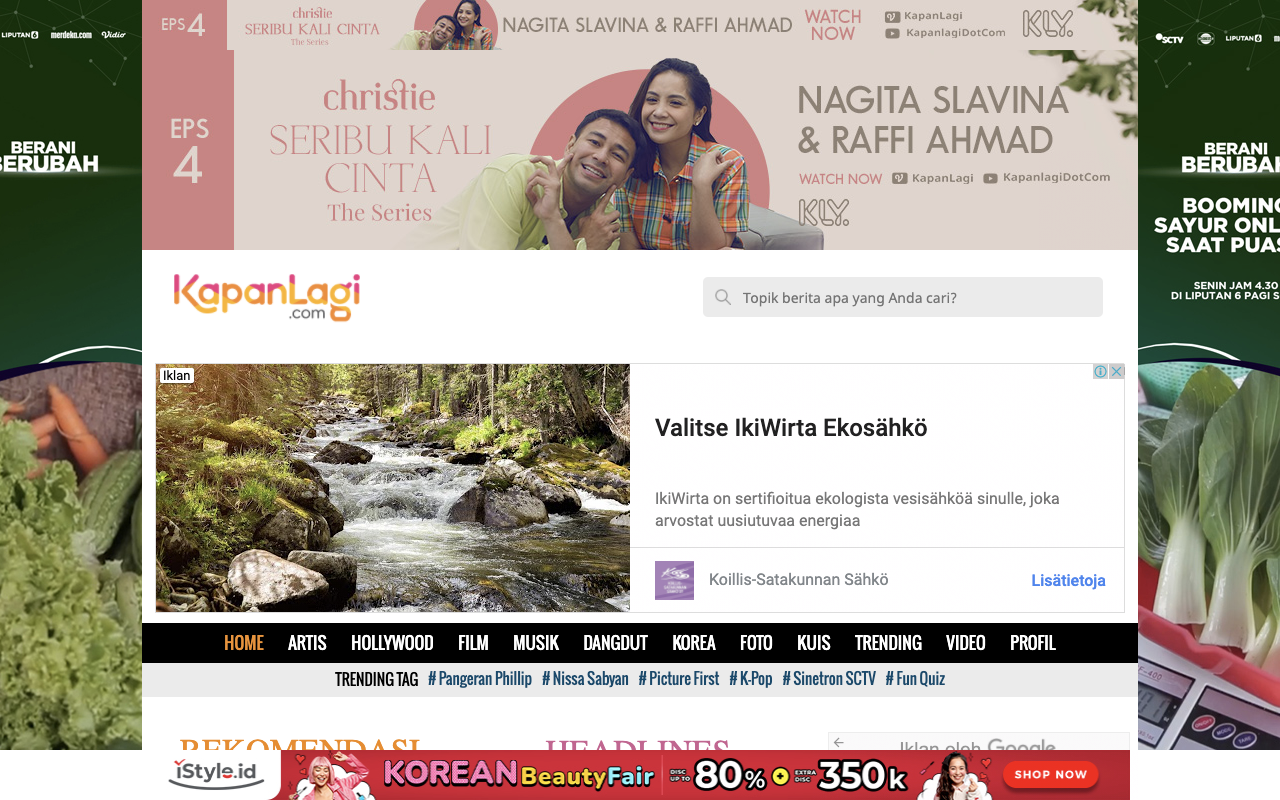 LIPUTAN6 merdeka.com Vidio
BERANI
BERUBAH
EPS 4
christie
SERIBU KALI CINTA
The Series
NAGITA SLAVINA & RAFFI AHMAD
WATCH NOW
KapanLagi
KapanlagiDotCom
KLY.
EPS
4
christie
SERIBU KALI
CINTA
The Series
NAGITA SLAVINA
& RAFFI AHMAD
WATCH NOW KapanLagi KapanlagiDotCom
KLY.
SCTV LIPUTAN6
BERANI
BERUBAH
BOOMING
SAYUR ONL
SAAT PUAS
SENIN JAM 4.30
DI LIPUTAN 6 PAGI S
KapanLagi
.com
Topik berita apa yang Anda cari?
Iklan
Valitse IkiWirta Ekosähkö
IkiWirta on sertifioitua ekologista vesisähköä sinulle, joka
arvostat uusiutuvaa energiaa
Koillis-Satakunnan Sähkö
Lisätietoja
HOME ARTIS HOLLYWOOD FILM MUSIK DANGDUT KOREA FOTO KUIS TRENDING VIDEO PROFIL
TRENDING TAG # Pangeran Phillip # Nissa Sabyan # Picture First # K-Pop # Sinetron SCTV # Fun Quiz
REKOMENDASI
HEADLINES
Iklan oleh Google
iStyle.id
KOREAN BeautyFair
DISC UP TO 80% + EXTRA DISC 350k
SHOP NOW